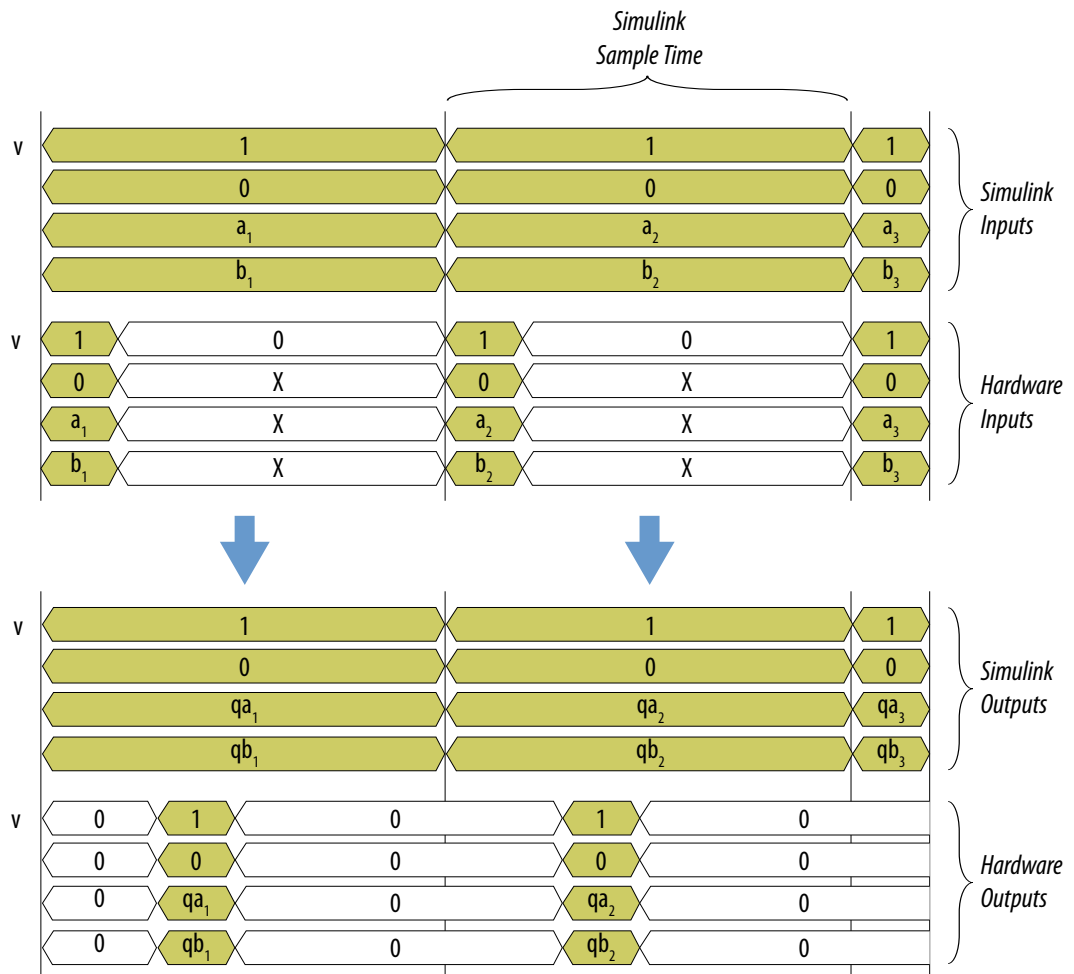 Simulink
Sample Time
v 1 1 1
0 0 0
a1 a2 a3
b1 b2 b3
Simulink
Inputs
v 1 0 1 0 1
0 X 0 X 0
a1 X a2 X a3
b1 X b2 X b3
Hardware
Inputs
v 1 1 1
0 0 0
qa1 qa2 qa3
qb1 qb2 qb3
Simulink
Outputs
v 0 1 0 1 0
0 0 0 0 0
0 qa1 0 qa2 0
0 qb1 0 qb2 0
Hardware
Outputs